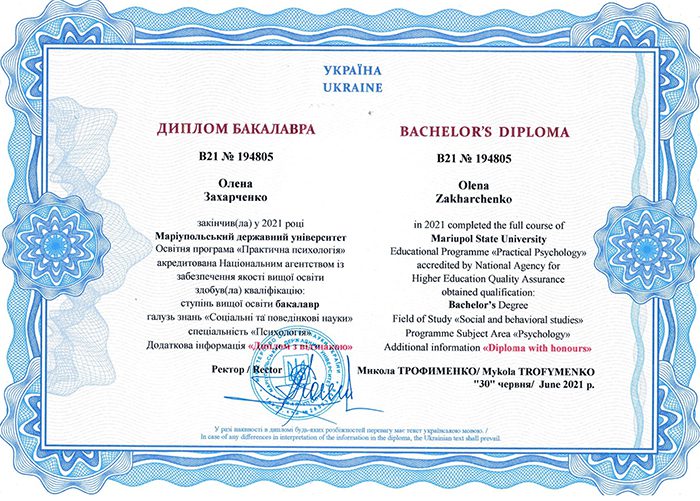 УКРАЇНА
UKRAINE
ДИПЛОМ БАКАЛАВРА
В21 № 194805
Олена
Захарченко
закінчив(ла) у 2021 році
Маріупольський державний університет
Освітня програма «Практична психологія»
акредитована Національним агентством із
забезпечення якості вищої освіти
здобув(ла) кваліфікацію:
ступінь вищої освіти бакалавр
галузь знань «Соціальні та поведінкові науки»
спеціальність «Психологія»
Додаткова інформація «Диплом з відзнакою»
BACHELOR'S DIPLOMA
B21 № 194805
Olena
Zakharchenko
in 2021 completed the full course of
Mariupol State University
Educational Programme «Practical Psychology»
accredited by National Agency for
Higher Education Quality Assurance
obtained qualification:
Bachelor's Degree
Field of Study «Social and behavioral studies»
Programme Subject Area «Psychology»
Additional information «Diploma with honours»
Ректор / Rector
Микола ТРОФИМЕНКО/ Mykola TROFYMENKO
"30" червня/ June 2021 р.
У разі наявності в дипломі будь-яких розбіжностей перевагу має текст українською мовою. /
In case of any differences in interpretation of the information in the diploma, the Ukrainian text shall prevail.